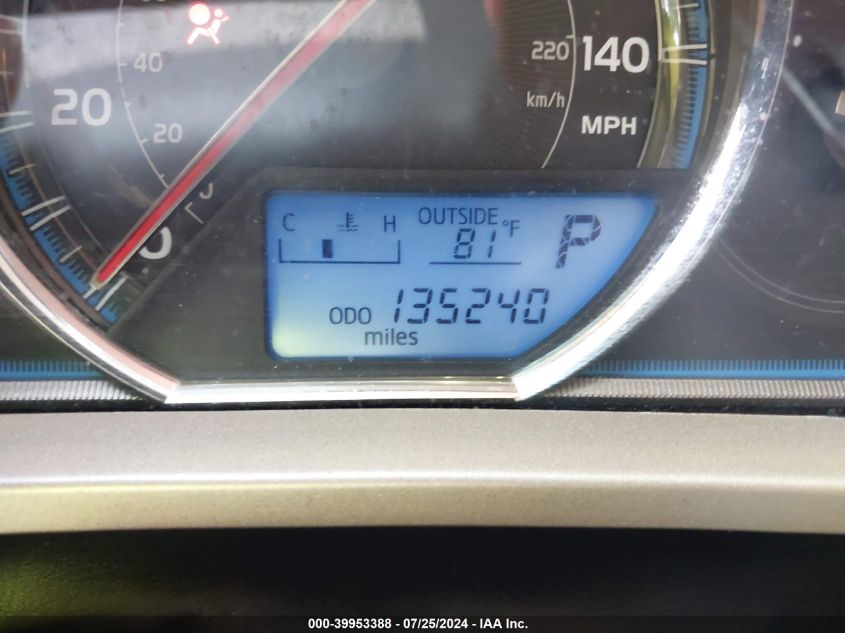 40
220
140
km/h
20
20
MPH
0
C H OUTSIDE 81 °F P
ODO 135240
miles
000-39953388 - 07/25/2024 - IAA Inc.